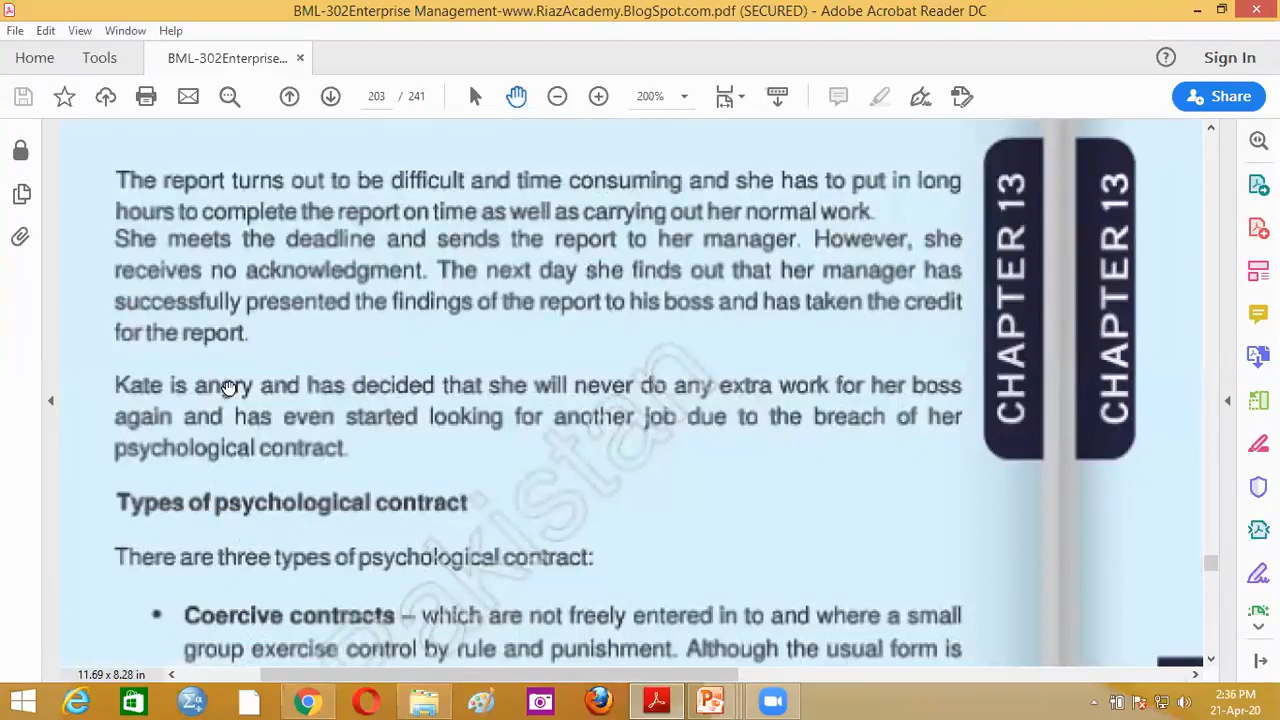 BML-302Enterprise Management-www.RiazAcademy.BlogSpot.com.pdf (SECURED) - Adobe Acrobat Reader DC
File Edit View Window Help
Home Tools BML-302Enterprise... × Sign In
203 / 241 200% Share
The report turns out to be difficult and time consuming and she has to put in long
hours to complete the report on time as well as carrying out her normal work.
She meets the deadline and sends the report to her manager. However, she
receives no acknowledgment. The next day she finds out that her manager has
successfully presented the findings of the report to his boss and has taken the credit
for the report.
Kate is angry and has decided that she will never do any extra work for her boss
again and has even started looking for another job due to the breach of her
psychological contract.
Types of psychological contract
There are three types of psychological contract:
• Coercive contracts – which are not freely entered in to and where a small
group exercise control by rule and punishment. Although the usual form is
CHAPTER 13
CHAPTER 13
Pakistan
11.69 x 8.28 in
2:36 PM
21-Apr-20